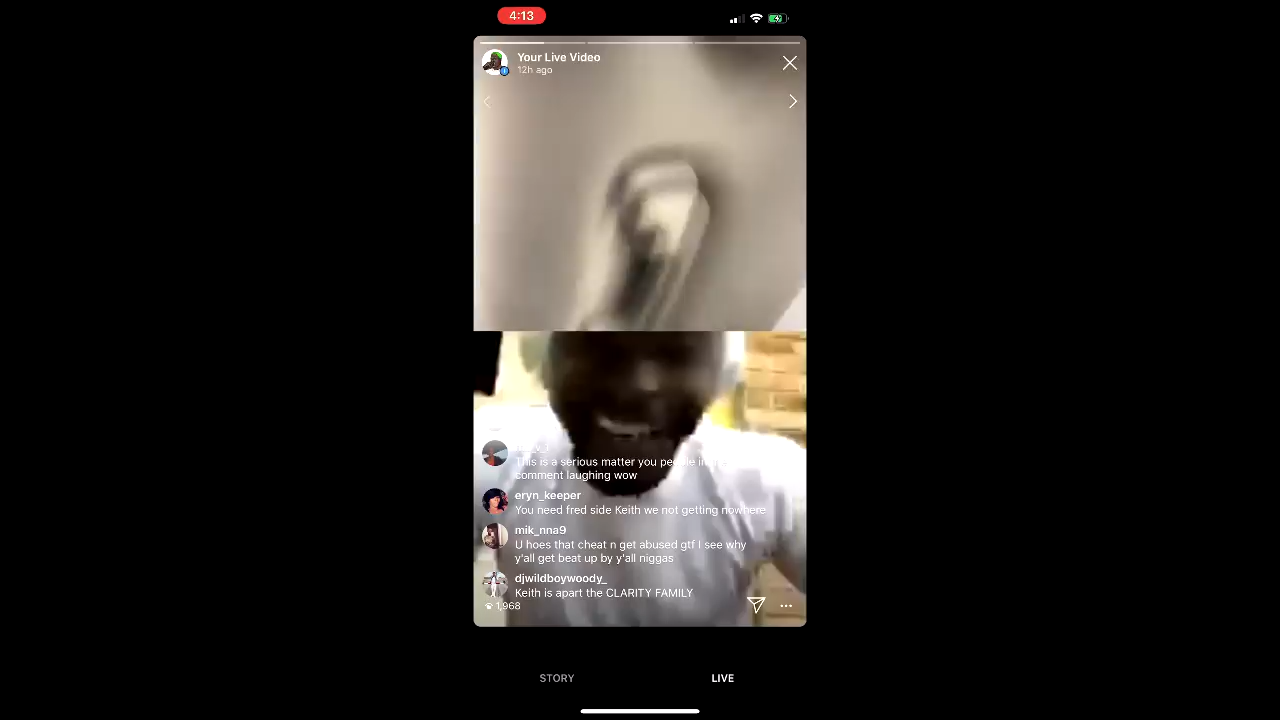 4:13
Your Live Video
12h ago
This is a serious matter you people in
comment laughing wow
eryn_keeper
You need fred side Keith we not getting nowhere
mik_nna9
U hoes that cheat n get abused gtf I see why
y'all get beat up by y'all niggas
djwildboywoody_
Keith is apart the CLARITY FAMILY
1,968
STORY
LIVE